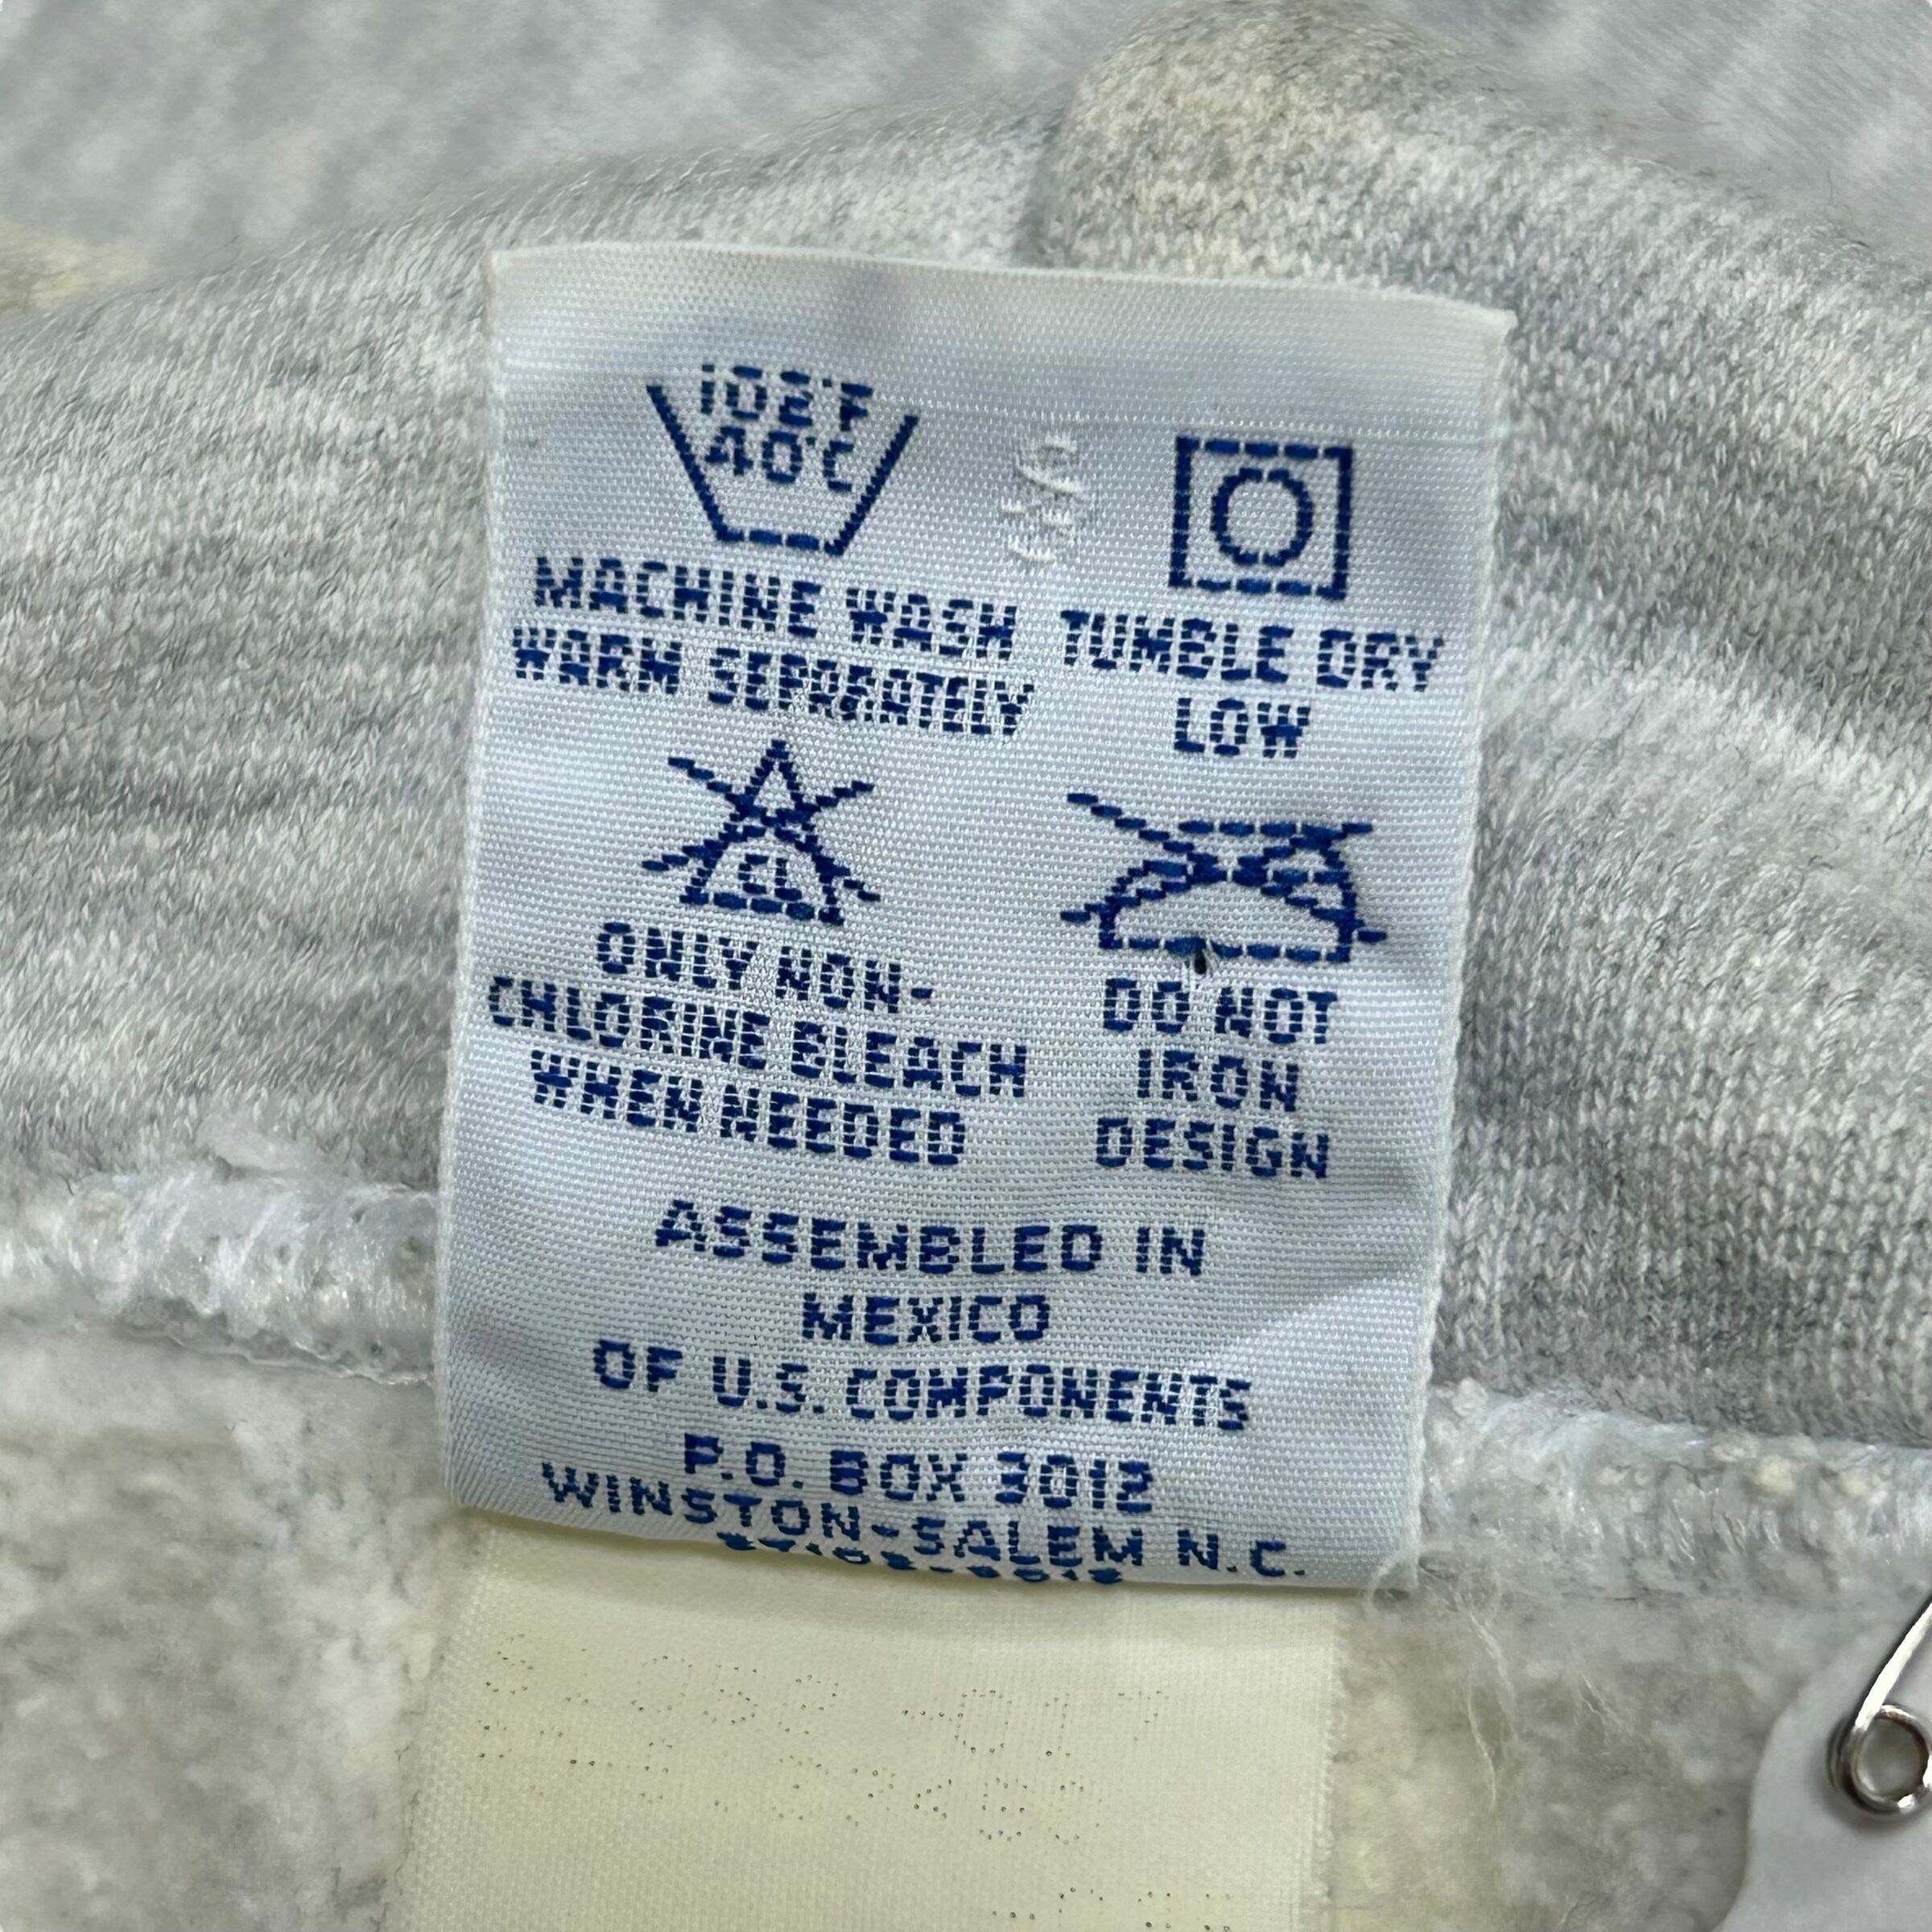 102°F
40°C
MACHINE WASH
WARM SEPARATELY
TUMBLE DRY
LOW
CL
ONLY NON-
CHLORINE BLEACH
WHEN NEEDED
DO NOT
IRON
DESIGN
ASSEMBLED IN
MEXICO
OF U.S. COMPONENTS
P.O. BOX 3012
WINSTON-SALEM N.C.